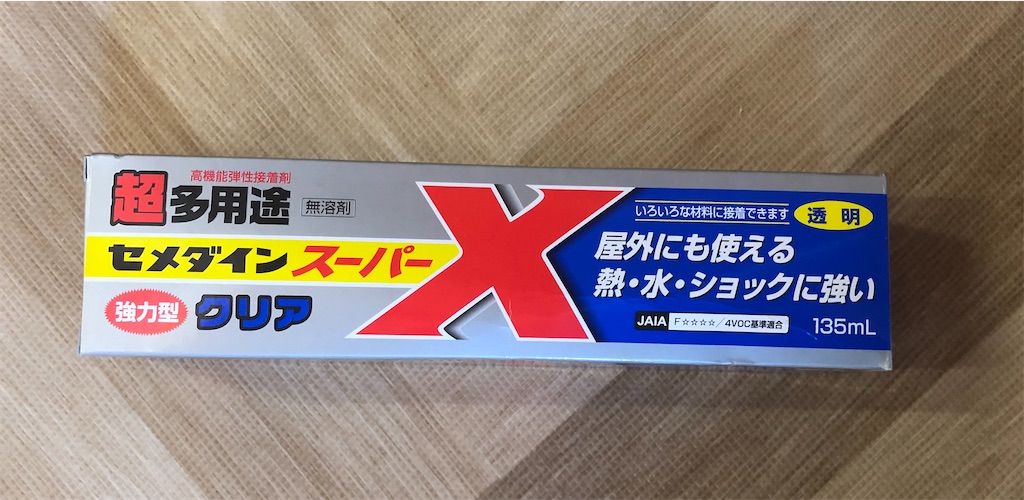 高機能弾性接着剤
超多用途 無溶剤
セメダイン スーパー X
強力型 クリア
いろいろな材料に接着できます 透明
屋外にも使える
熱・水・ショックに強い
JAIA F☆☆☆☆/4VOC基準適合
135mL